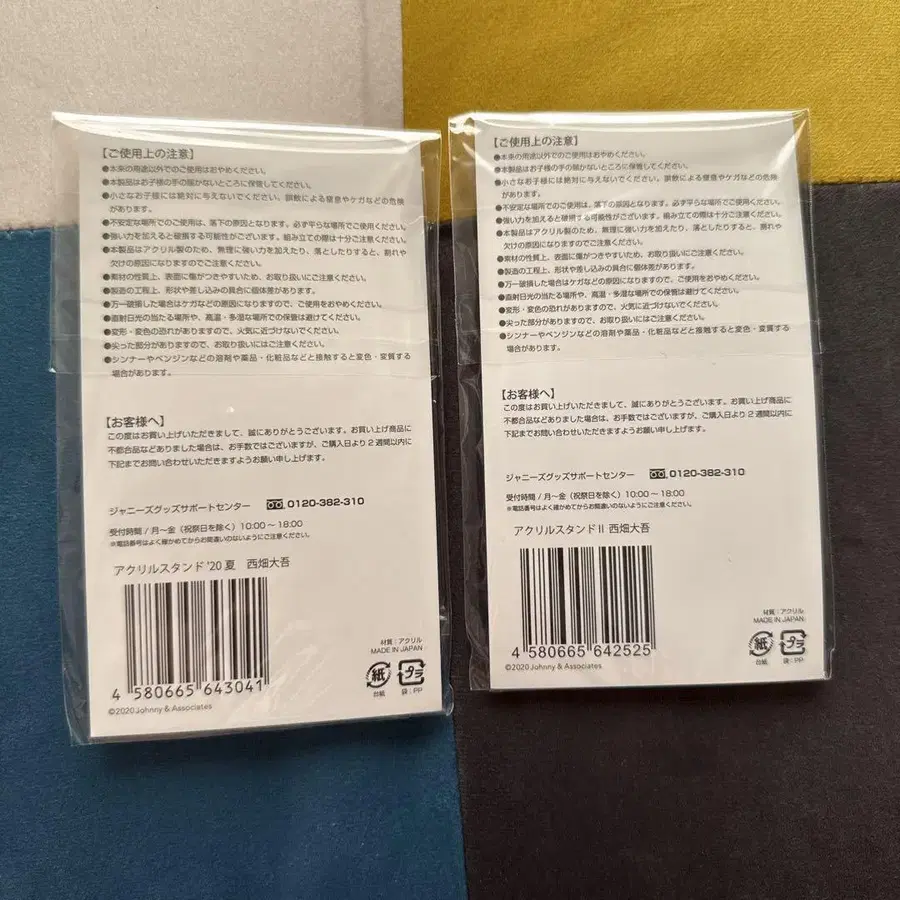 【ご使用上の注意】
●本来の用途以外でのご使用はおやめください。
●本製品はお子様の手の届かないところに保管してください。
●小さなお子様には絶対に与えないでください。誤飲による窒息やケガなどの危険
があります。
●不安定な場所でのご使用は、落下の原因となります。必ず平らな場所でご使用ください。
●強い力を加えると破損する可能性がございます。組み立ての際は十分ご注意ください。
●本製品はアクリル製のため、無理に強い力を加えたり、落としたりすると、割れや
欠けの原因になりますのでご注意ください。
●素材の性質上、表面に傷がつきやすいため、お取り扱いにご注意ください。
●製造の工程上、形状や差し込みの具合に個体差があります。
●万一破損した場合はケガなどの原因になりますので、ご使用をおやめください。
●直射日光の当たる場所や、高温・多湿な場所での保管は避けてください。
●変形・変色の恐れがありますので、火気に近づけないでください。
●尖った部分がありますので、お取り扱いにはご注意ください。
●シンナーやベンジンなどの溶剤や薬品・化粧品などと接触すると変色・変質する
場合があります。
【お客様へ】
この度はお買い上げいただきまして、誠にありがとうございます。お買い上げ商品に
不都合品などありました場合は、お手数ではございますが、ご購入日より2週間以内に
下記までお問い合わせいただきますようお願い申し上げます。
ジャニーズグッズサポートセンター 0120-382-310
受付時間/月～金(祝祭日を除く)10:00～18:00
※電話番号はよく確かめてからお間違いのないようにご注意ください。
アクリルスタンド'20夏 西畑大吾
材質:アクリル
MADE IN JAPAN
4 580665 643041
紙 プラ
台紙 袋:PP
©2020 Johnny & Associates
【ご使用上の注意】
●本来の用途以外でのご使用はおやめください。
●本製品はお子様の手の届かないところに保管してください。
●小さなお子様には絶対に与えないでください。誤飲による窒息やケガなどの危険
があります。
●不安定な場所でのご使用は、落下の原因となります。必ず平らな場所でご使用ください。
●強い力を加えると破損する可能性がございます。組み立ての際は十分ご注意ください。
●本製品はアクリル製のため、無理に強い力を加えたり、落としたりすると、割れや
欠けの原因になりますのでご注意ください。
●素材の性質上、表面に傷がつきやすいため、お取り扱いにご注意ください。
●製造の工程上、形状や差し込みの具合に個体差があります。
●万一破損した場合はケガなどの原因になりますので、ご使用をおやめください。
●直射日光の当たる場所や、高温・多湿な場所での保管は避けてください。
●変形・変色の恐れがありますので、火気に近づけないでください。
●尖った部分がありますので、お取り扱いにはご注意ください。
●シンナーやベンジンなどの溶剤や薬品・化粧品などと接触すると変色・変質する
場合があります。
【お客様へ】
この度はお買い上げいただきまして、誠にありがとうございます。お買い上げ商品に
不都合品などありました場合は、お手数ではございますが、ご購入日より2週間以内に
下記までお問い合わせいただきますようお願い申し上げます。
ジャニーズグッズサポートセンター 0120-382-310
受付時間/月～金(祝祭日を除く)10:00～18:00
※電話番号はよく確かめてからお間違いのないようにご注意ください。
アクリルスタンドII 西畑大吾
材質:アクリル
MADE IN JAPAN
4 580665 642525
紙 プラ
台紙 袋:PP
©2020 Johnny & Associates